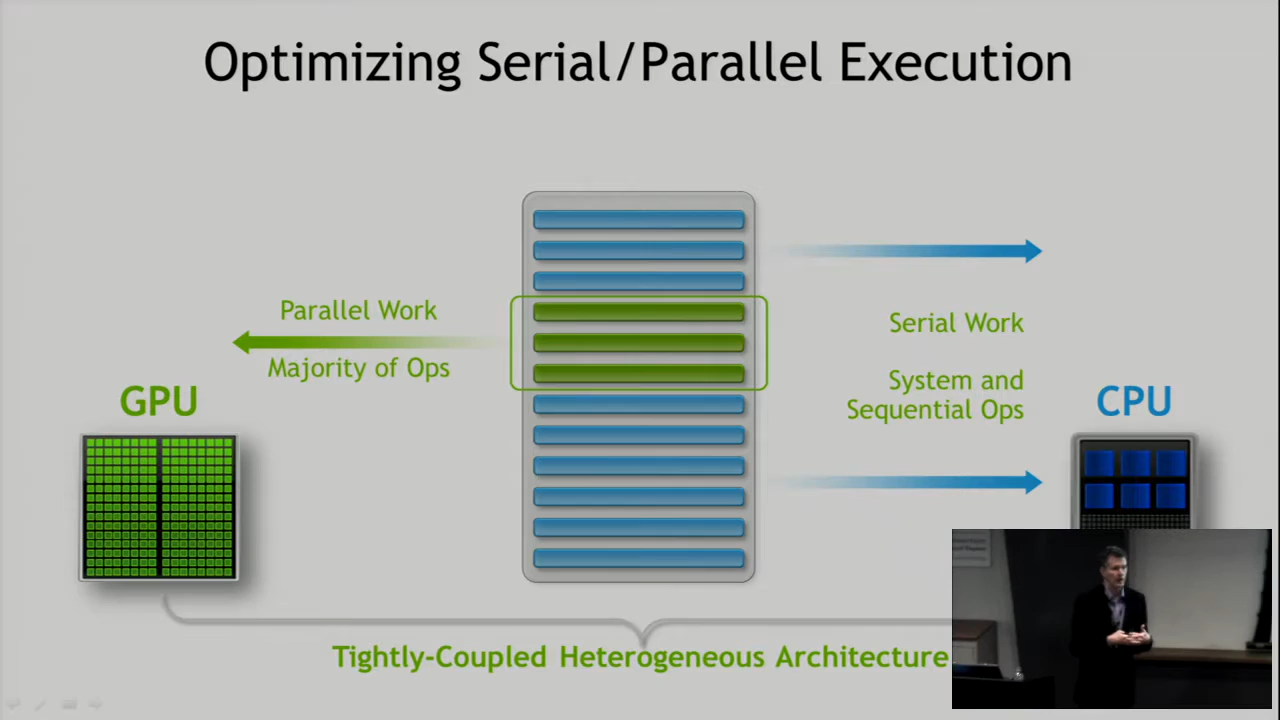 Optimizing Serial/Parallel Execution
Parallel Work
Majority of Ops
GPU
Serial Work
System and
Sequential Ops
CPU
Tightly-Coupled Heterogeneous Architecture